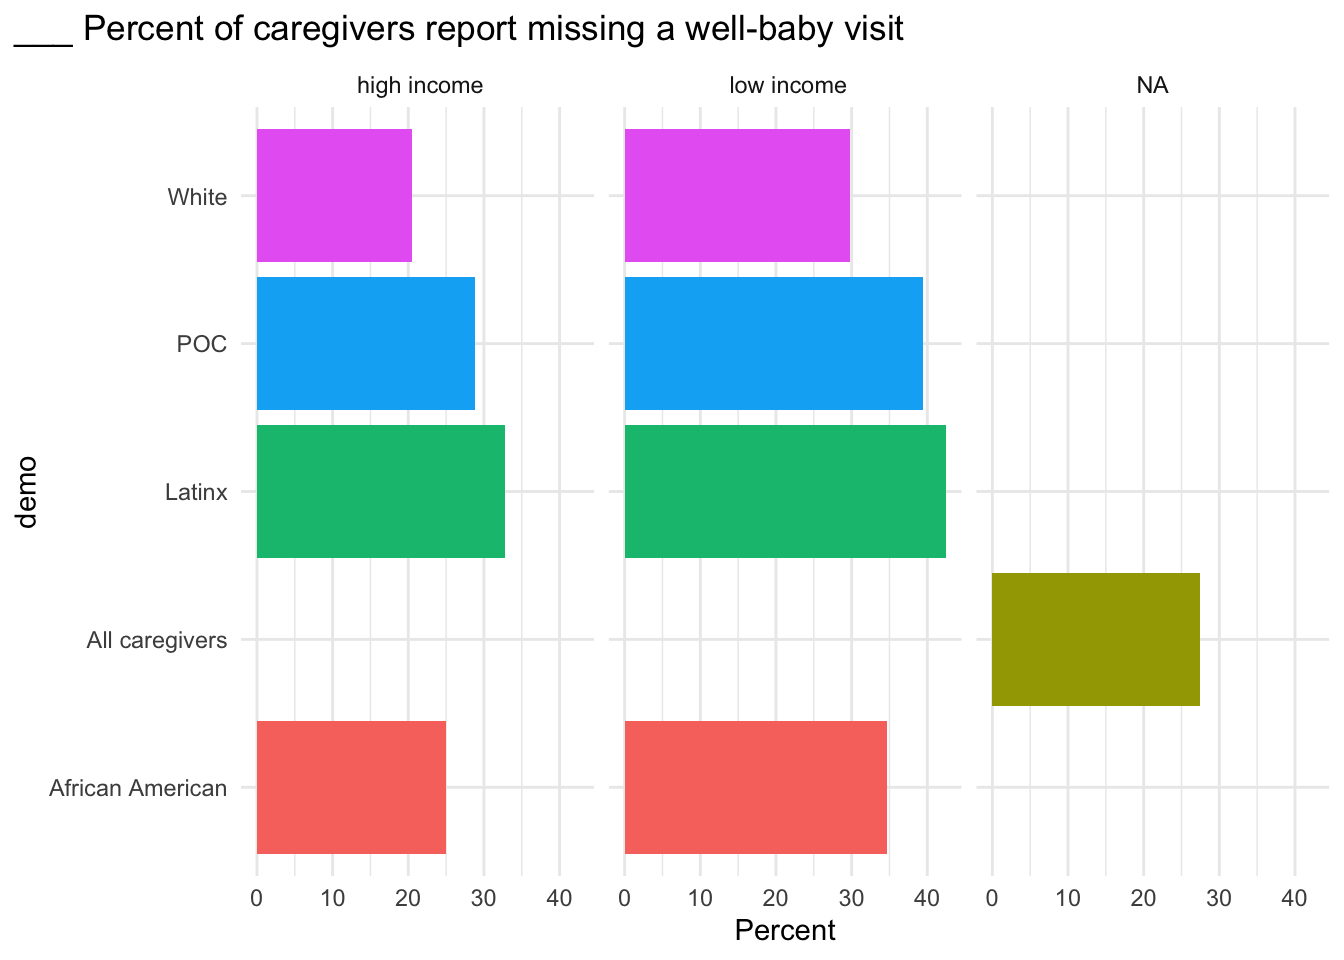 ___ Percent of caregivers report missing a well-baby visit
high income
low income
NA
White
POC
Latinx
All caregivers
African American
demo
0 10 20 30 40
0 10 20 30 40
0 10 20 30 40
Percent